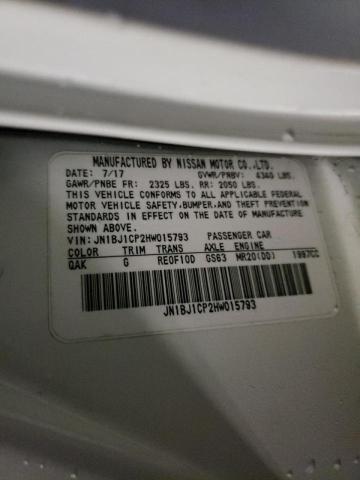 MANUFACTURED BY NISSAN MOTOR CO.,LTD.
DATE: 7/17 GVWR/PNBV: 4340 LBS.
GAWR/PNBE FR: 2325 LBS. RR: 2050 LBS.
THIS VEHICLE CONFORMS TO ALL APPLICABLE FEDERAL
MOTOR VEHICLE SAFETY,BUMPER,AND THEFT PREVENTION
STANDARDS IN EFFECT ON THE DATE OF MANUFACTURE
SHOWN ABOVE.
VIN: JN1BJ1CP2HW015793 PASSENGER CAR
COLOR TRIM TRANS AXLE ENGINE
QAK G RE0F10D GS63 MR20(DD) 1997CC
JN1BJ1CP2HW015793